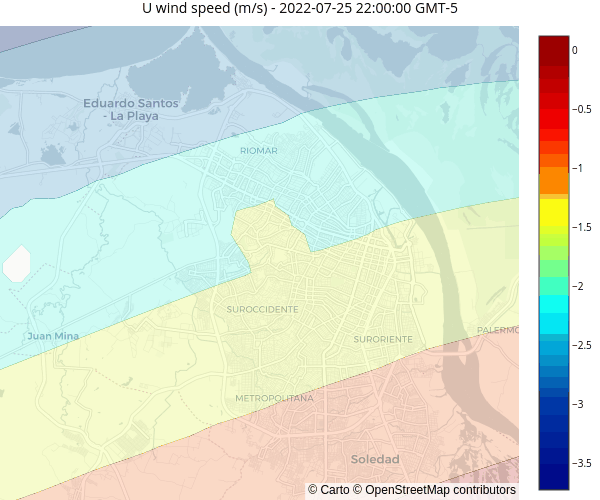 U wind speed (m/s) - 2022-07-25 22:00:00 GMT-5
Eduardo Santos
- La Playa
RIOMAR
SUROCCIDENTE
Juan Mina
SURORIENTE
PALERMO
METROPOLITANA
Soledad
© Carto © OpenStreetMap contributors
0
−0.5
−1
−1.5
−2
−2.5
−3
−3.5